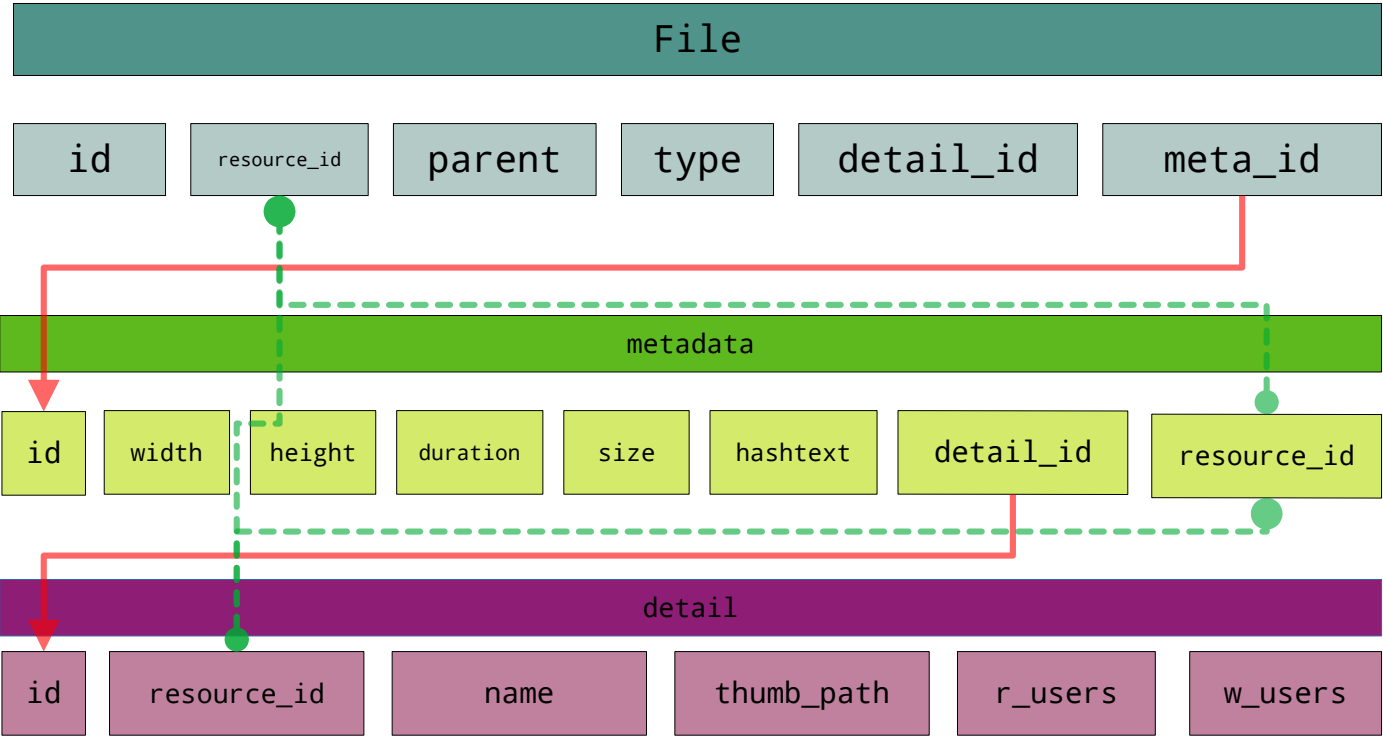 File
id resource_id parent type detail_id meta_id
metadata
id width height duration size hashtext detail_id resource_id
detail
id resource_id name thumb_path r_users w_users